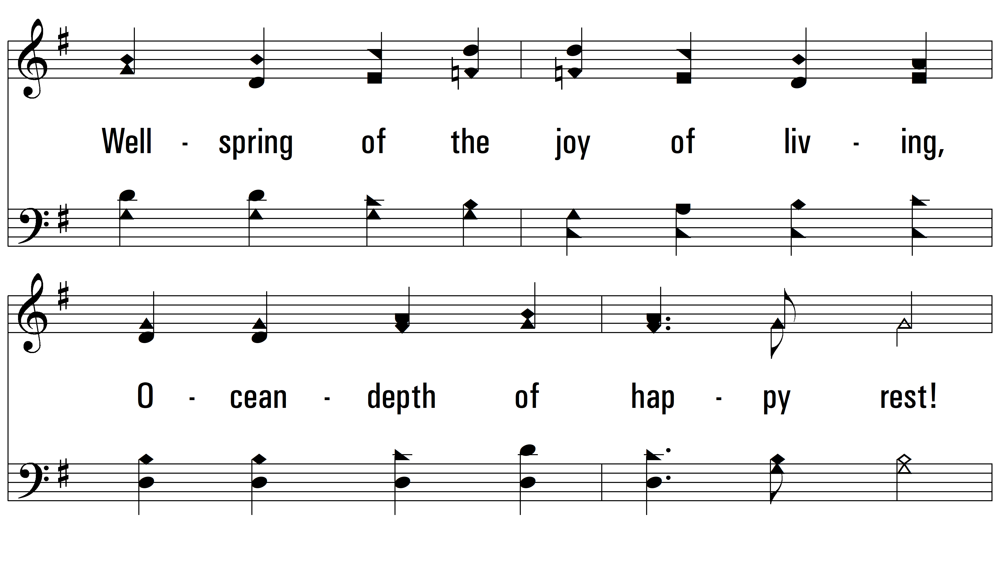 Well - spring of the joy of liv - ing,
O - cean - depth of hap - py rest!